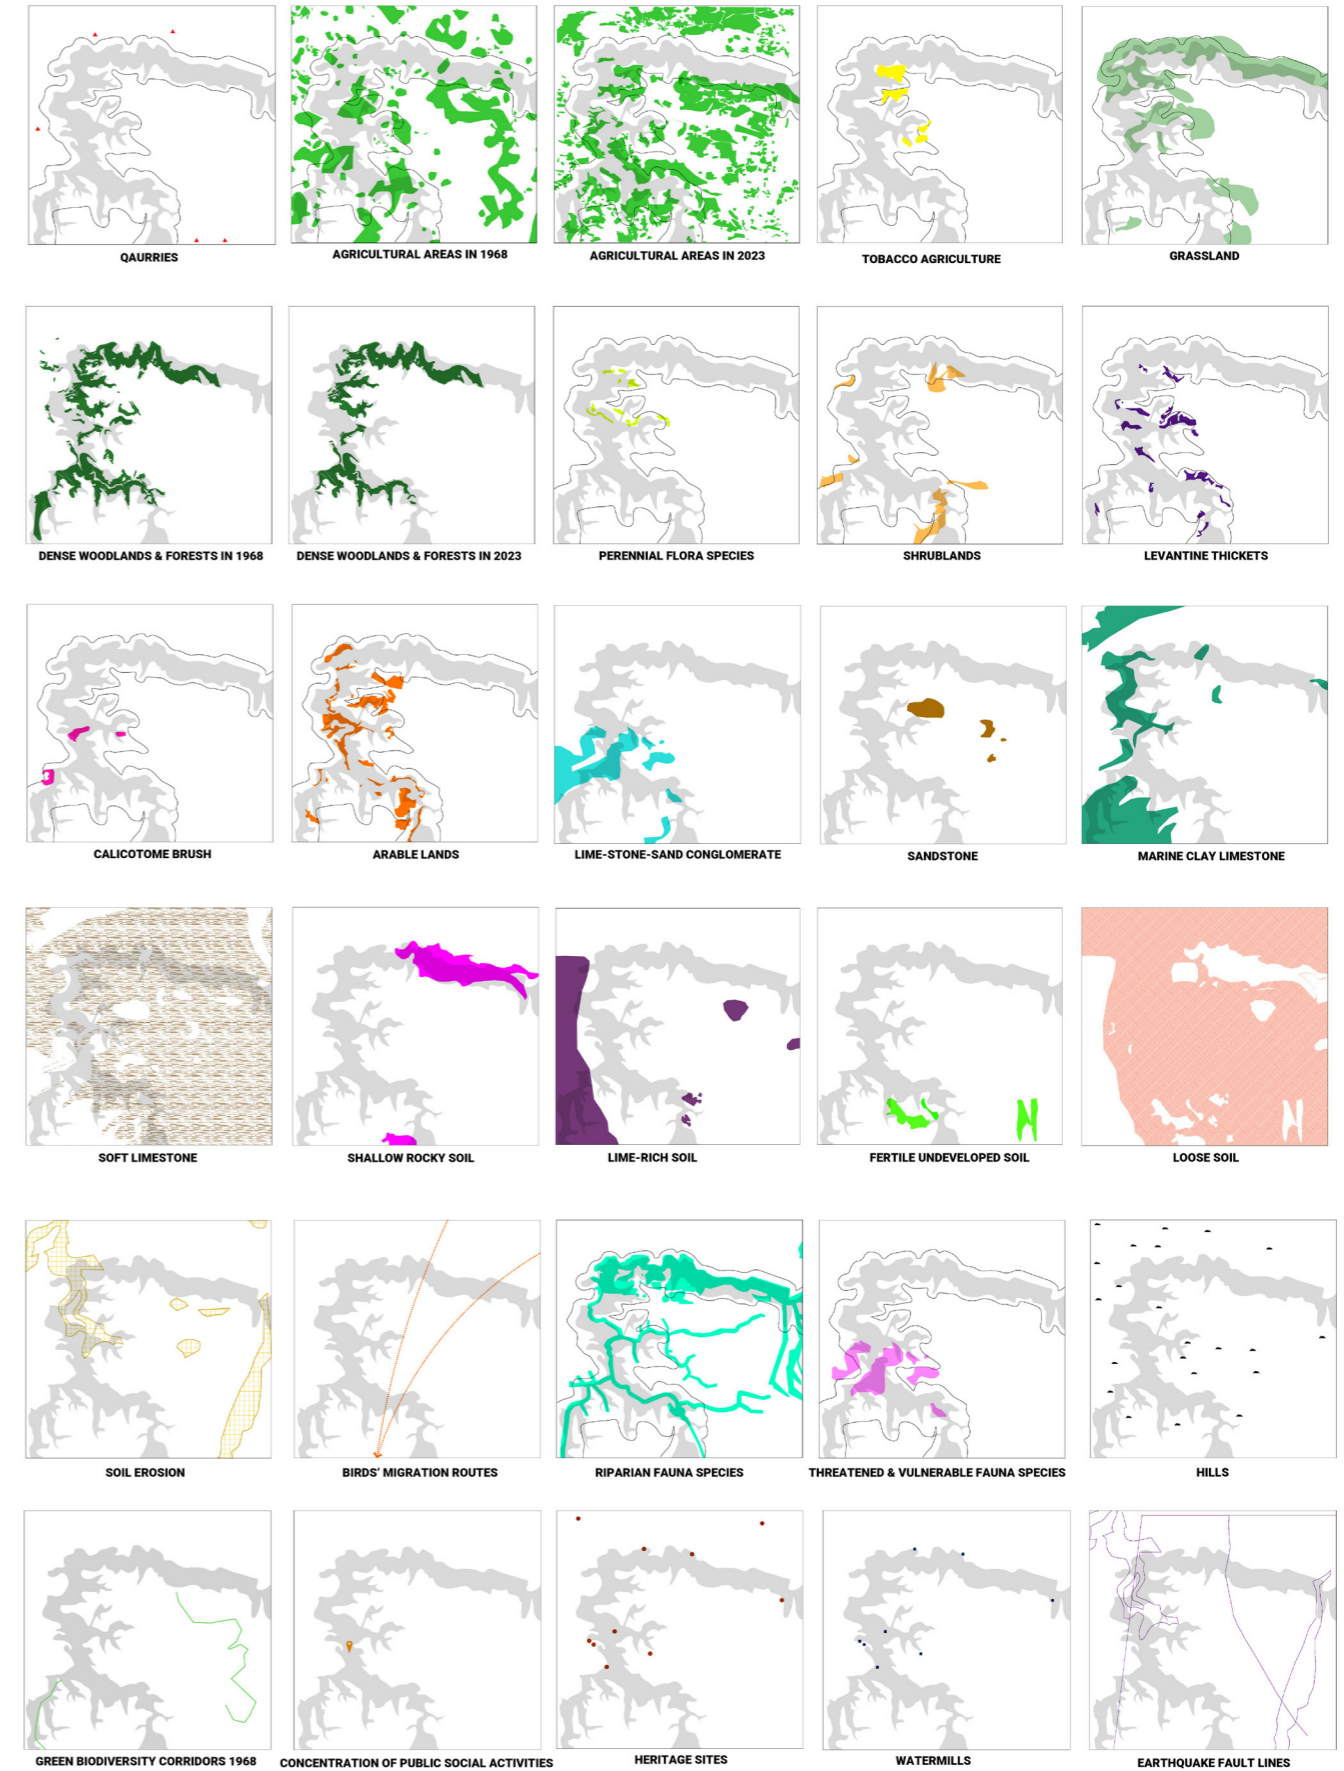 QAURRIES
AGRICULTURAL AREAS IN 1968
AGRICULTURAL AREAS IN 2023
TOBACCO AGRICULTURE
GRASSLAND
DENSE WOODLANDS & FORESTS IN 1968
DENSE WOODLANDS & FORESTS IN 2023
PERENNIAL FLORA SPECIES
SHRUBLANDS
LEVANTINE THICKETS
CALICOTOME BRUSH
ARABLE LANDS
LIME-STONE-SAND CONGLOMERATE
SANDSTONE
MARINE CLAY LIMESTONE
SOFT LIMESTONE
SHALLOW ROCKY SOIL
LIME-RICH SOIL
FERTILE UNDEVELOPED SOIL
LOOSE SOIL
SOIL EROSION
BIRDS' MIGRATION ROUTES
RIPARIAN FAUNA SPECIES
THREATENED & VULNERABLE FAUNA SPECIES
HILLS
GREEN BIODIVERSITY CORRIDORS 1968
CONCENTRATION OF PUBLIC SOCIAL ACTIVITIES
HERITAGE SITES
WATERMILLS
EARTHQUAKE FAULT LINES